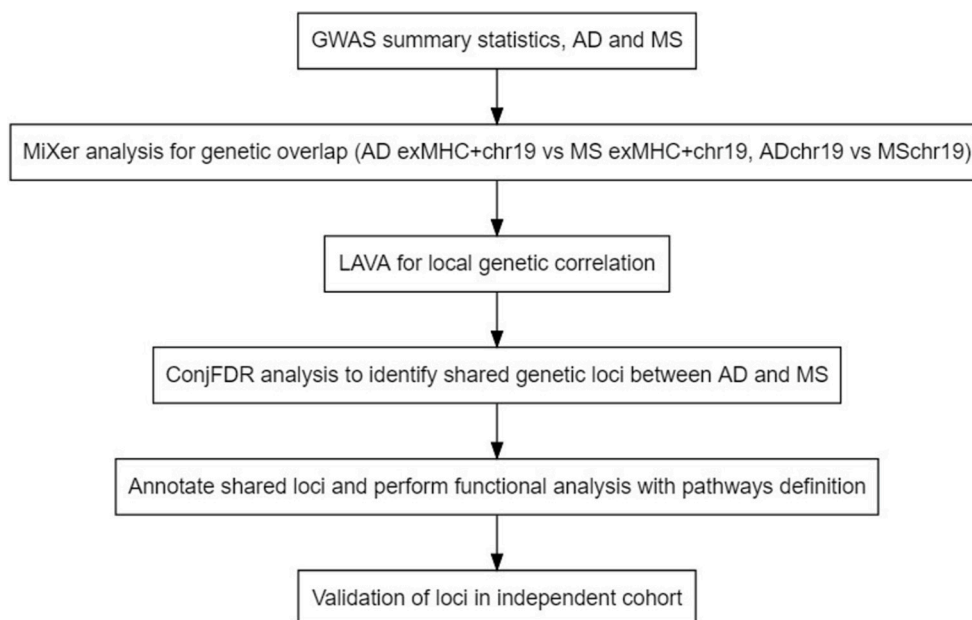 GWAS summary statistics, AD and MS
MiXer analysis for genetic overlap (AD exMHC+chr19 vs MS exMHC+chr19, ADchr19 vs MSchr19)
LAVA for local genetic correlation
ConjFDR analysis to identify shared genetic loci between AD and MS
Annotate shared loci and perform functional analysis with pathways definition
Validation of loci in independent cohort